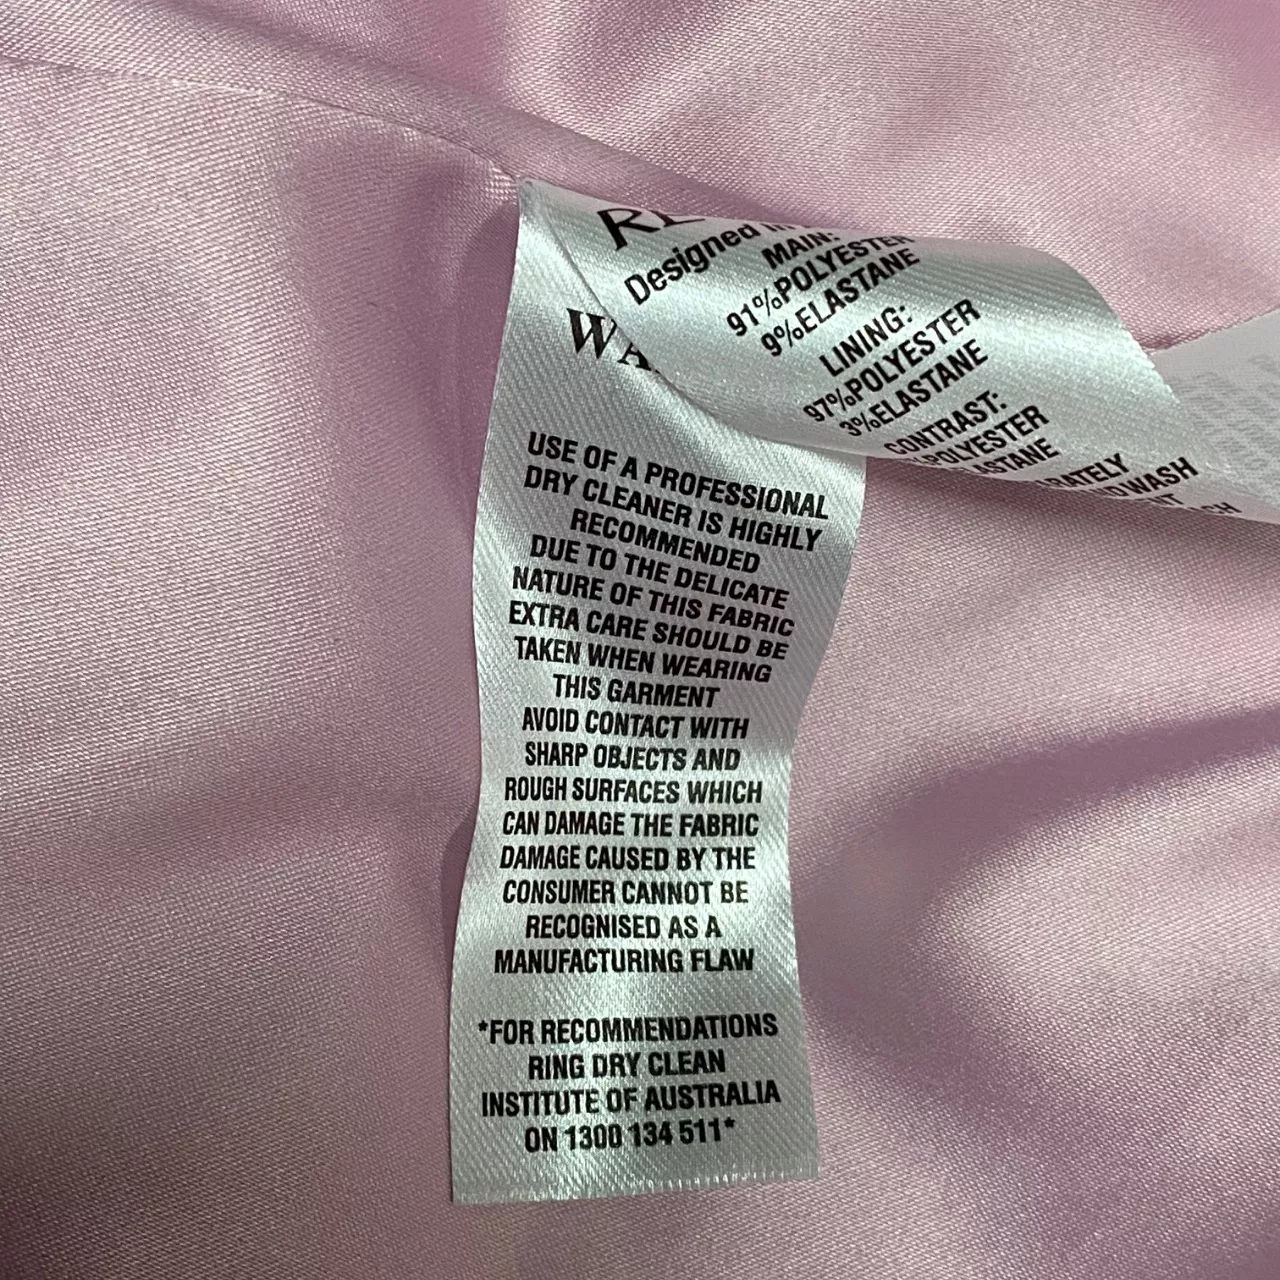 Designed in
MAIN:
91%POLYESTER
9%ELASTANE
LINING:
97%POLYESTER
3%ELASTANE
CONTRAST:
POLYESTER
USE OF A PROFESSIONAL
DRY CLEANER IS HIGHLY
RECOMMENDED
DUE TO THE DELICATE
NATURE OF THIS FABRIC
EXTRA CARE SHOULD BE
TAKEN WHEN WEARING
THIS GARMENT
AVOID CONTACT WITH
SHARP OBJECTS AND
ROUGH SURFACES WHICH
CAN DAMAGE THE FABRIC
DAMAGE CAUSED BY THE
CONSUMER CANNOT BE
RECOGNISED AS A
MANUFACTURING FLAW
*FOR RECOMMENDATIONS
RING DRY CLEAN
INSTITUTE OF AUSTRALIA
ON 1300 134 511*